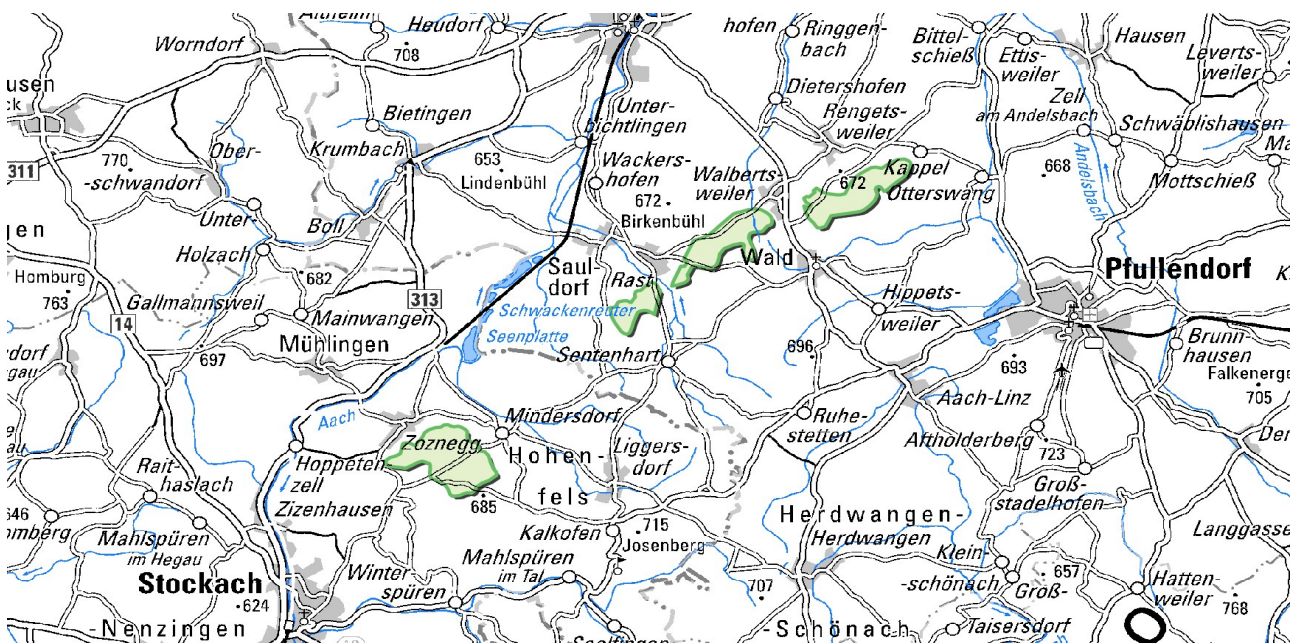 Heudorf
hofen
Ringgen-
bach
Bittel-
schieß
Hausen
Worndorf
708
Ettis-
weiler
Leverts-
weiler
Dietershofen
Zell
am Andelsbach
Bietingen
Unter-
bichtlingen
Rengets-
weiler
Schwäblishausen
Krumbach
Ober-
311
770
-schwandorf
653
Lindenbühl
Wackers-
hofen
Walberts-
weiler
672
Kappel
668
Andelsbach
Mottschieß
Otterswang
672
Birkenbühl
Unter-
Boll
Holzach
Wald
Homburg
763
682
Saul-
dorf
Rast
Pfullendorf
313
Gallmannsweil
Mainwangen
Schwackenreuter
Seenplatte
Hippets-
weiler
14
Mühlingen
697
Sentenhart
696
693
Brunn-
hausen
705
Aach
Mindersdorf
Ruhe-
stetten
Aach-Linz
Zoznegg
Hohen-
fels
Liggers-
dorf
Altholderberg
723
Hoppeten-
zell
Rait-
haslach
685
Groß-
stadelhofen
Zizenhausen
646
Mahlspüren
im Hegau
Kalkofen
715
Josenberg
Herdwangen-
Herdwangen
Stockach
624
Winter-
spüren
Mahlspüren
im Tal
707
Klein-
-schönach
Groß-
657
Hatten-
weiler
768
-Nenzingen
-Schönach
Taisersdorf